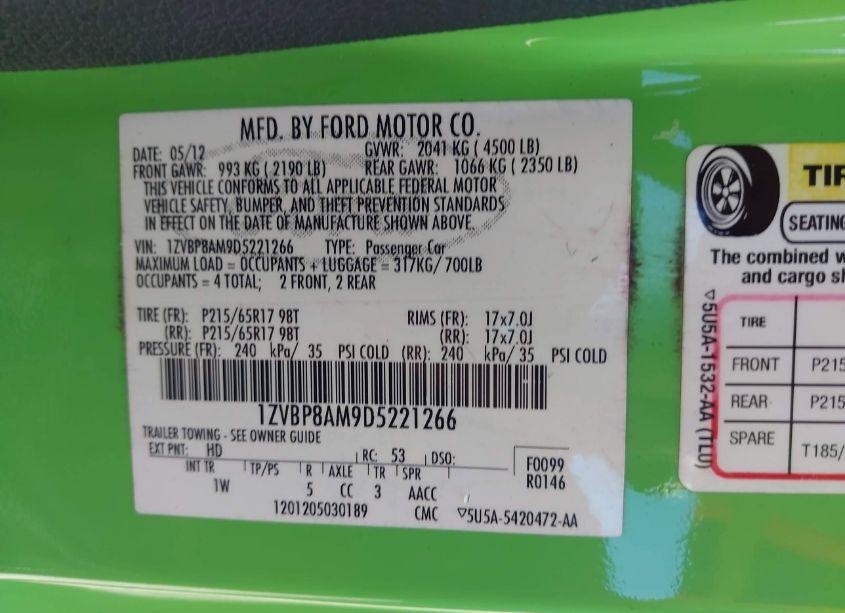 MFD. BY FORD MOTOR CO.
DATE: 05/12 GVWR: 2041 KG ( 4500 LB)
FRONT GAWR: 993 KG ( 2190 LB) REAR GAWR: 1066 KG ( 2350 LB)
THIS VEHICLE CONFORMS TO ALL APPLICABLE FEDERAL MOTOR
VEHICLE SAFETY, BUMPER, AND THEFT PREVENTION STANDARDS
IN EFFECT ON THE DATE OF MANUFACTURE SHOWN ABOVE.
VIN: 1ZVBP8AM9D5221266 TYPE: Passenger Car
MAXIMUM LOAD = OCCUPANTS + LUGGAGE = 317KG/ 700LB
OCCUPANTS = 4 TOTAL; 2 FRONT, 2 REAR
TIRE (FR): P215/65R17 98T RIMS (FR): 17x7.0J
(RR): P215/65R17 98T (RR): 17x7.0J
PRESSURE (FR): 240 kPa/ 35 PSI COLD (RR): 240 kPa/ 35 PSI COLD
1ZVBP8AM9D5221266
TRAILER TOWING - SEE OWNER GUIDE
EXT PNT: HD RC: 53 DSO: F0099
INT TR TP/PS R AXLE TR SPR R0146
1W 5 CC 3 AACC
1201205030189 CMC ▽5U5A-5420472-AA
TIR
SEATING
The combined w
and cargo sh
▽5U5A-1532-AA (TLU)
TIRE
FRONT P215
REAR P215
SPARE T185/